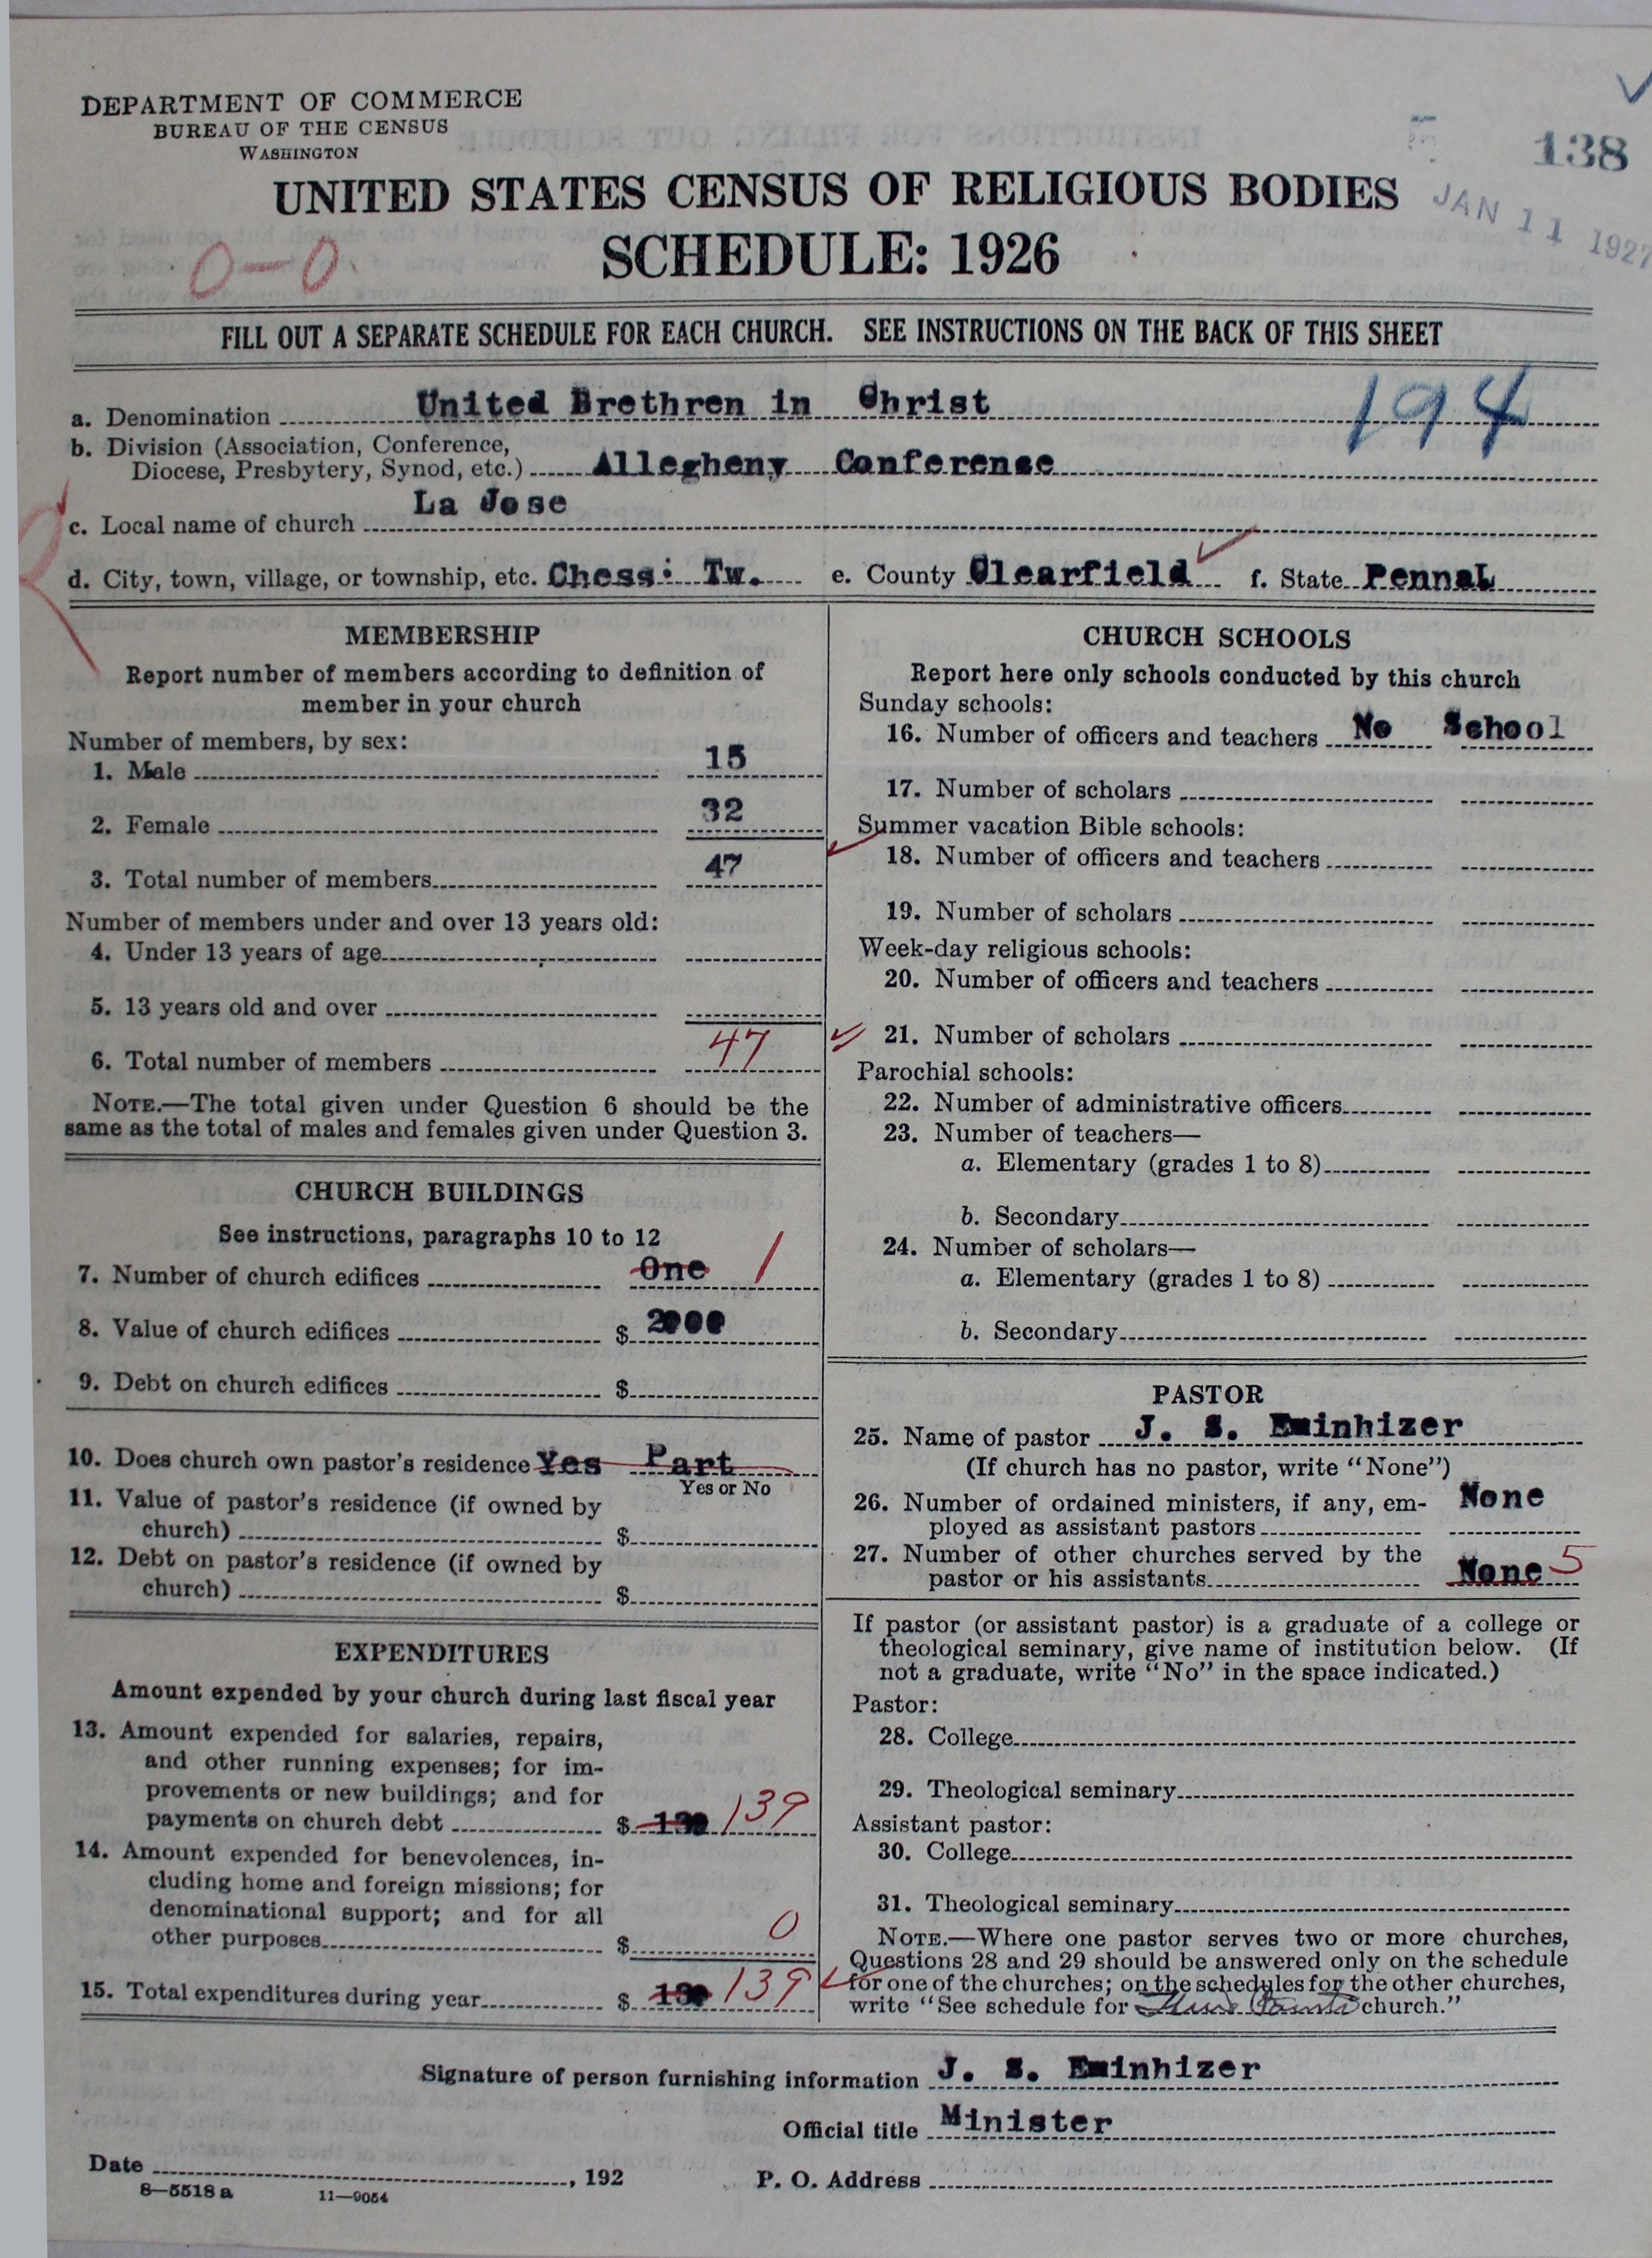 DEPARTMENT OF COMMERCE
BUREAU OF THE CENSUS
WASHINGTON
138
JAN 11 1927
UNITED STATES CENSUS OF RELIGIOUS BODIES
SCHEDULE: 1926
0-0
FILL OUT A SEPARATE SCHEDULE FOR EACH CHURCH. SEE INSTRUCTIONS ON THE BACK OF THIS SHEET
194
a. Denomination United Brethren in Christ
b. Division (Association, Conference,
Diocese, Presbytery, Synod, etc.) Allegheny Conference
c. Local name of church La Jose
d. City, town, village, or township, etc. Chess: Tw. e. County Clearfield f. State PennaL
MEMBERSHIP
Report number of members according to definition of
member in your church
Number of members, by sex:
1. Male 15
2. Female 32
3. Total number of members 47
Number of members under and over 13 years old:
4. Under 13 years of age
5. 13 years old and over
6. Total number of members 47
NOTE.—The total given under Question 6 should be the
same as the total of males and females given under Question 3.
CHURCH BUILDINGS
See instructions, paragraphs 10 to 12
7. Number of church edifices One 1
8. Value of church edifices $ 2000
9. Debt on church edifices $
10. Does church own pastor's residence Yes Part
Yes or No
11. Value of pastor's residence (if owned by
church) $
12. Debt on pastor's residence (if owned by
church) $
EXPENDITURES
Amount expended by your church during last fiscal year
13. Amount expended for salaries, repairs,
and other running expenses; for im-
provements or new buildings; and for
payments on church debt $ 139 139
14. Amount expended for benevolences, in-
cluding home and foreign missions; for
denominational support; and for all
other purposes $ 0
15. Total expenditures during year $ 139 139
CHURCH SCHOOLS
Report here only schools conducted by this church
Sunday schools:
16. Number of officers and teachers No School
17. Number of scholars
Summer vacation Bible schools:
18. Number of officers and teachers
19. Number of scholars
Week-day religious schools:
20. Number of officers and teachers
21. Number of scholars
Parochial schools:
22. Number of administrative officers
23. Number of teachers—
a. Elementary (grades 1 to 8)
b. Secondary
24. Number of scholars—
a. Elementary (grades 1 to 8)
b. Secondary
PASTOR
25. Name of pastor J. S. Eminhizer
(If church has no pastor, write "None")
26. Number of ordained ministers, if any, em-
ployed as assistant pastors None
27. Number of other churches served by the
pastor or his assistants None 5
If pastor (or assistant pastor) is a graduate of a college or
theological seminary, give name of institution below. (If
not a graduate, write "No" in the space indicated.)
Pastor:
28. College
29. Theological seminary
Assistant pastor:
30. College
31. Theological seminary
NOTE.—Where one pastor serves two or more churches,
Questions 28 and 29 should be answered only on the schedule
for one of the churches; on the schedules for the other churches,
write "See schedule for church."
Signature of person furnishing information J. S. Eminhizer
Official title Minister
Date , 192 P. O. Address
8—5518 a 11—9054